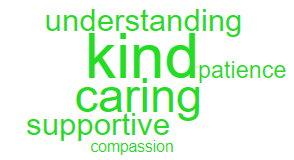 understanding
kind
patience
caring
supportive
compassion